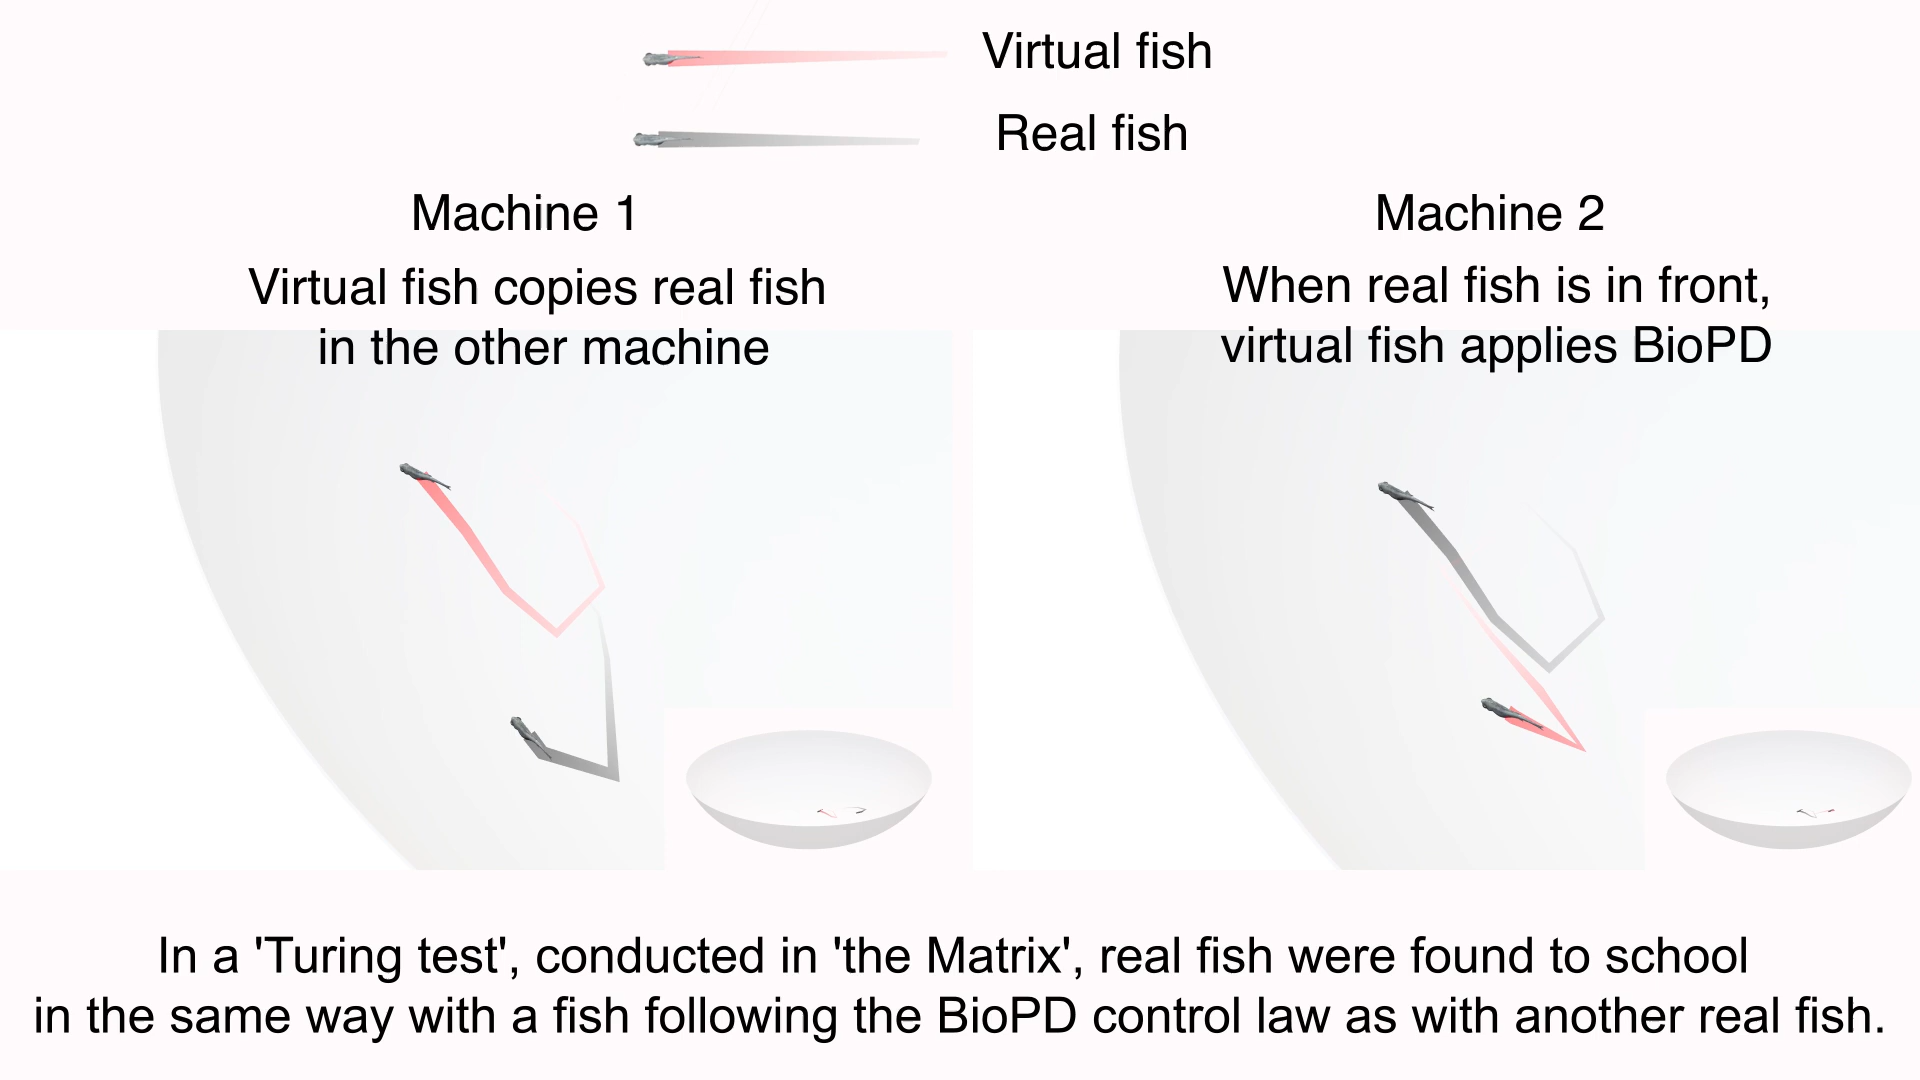 Virtual fish
Real fish
Machine 1
Virtual fish copies real fish
in the other machine
Machine 2
When real fish is in front,
virtual fish applies BioPD
In a 'Turing test', conducted in 'the Matrix', real fish were found to school
in the same way with a fish following the BioPD control law as with another real fish.